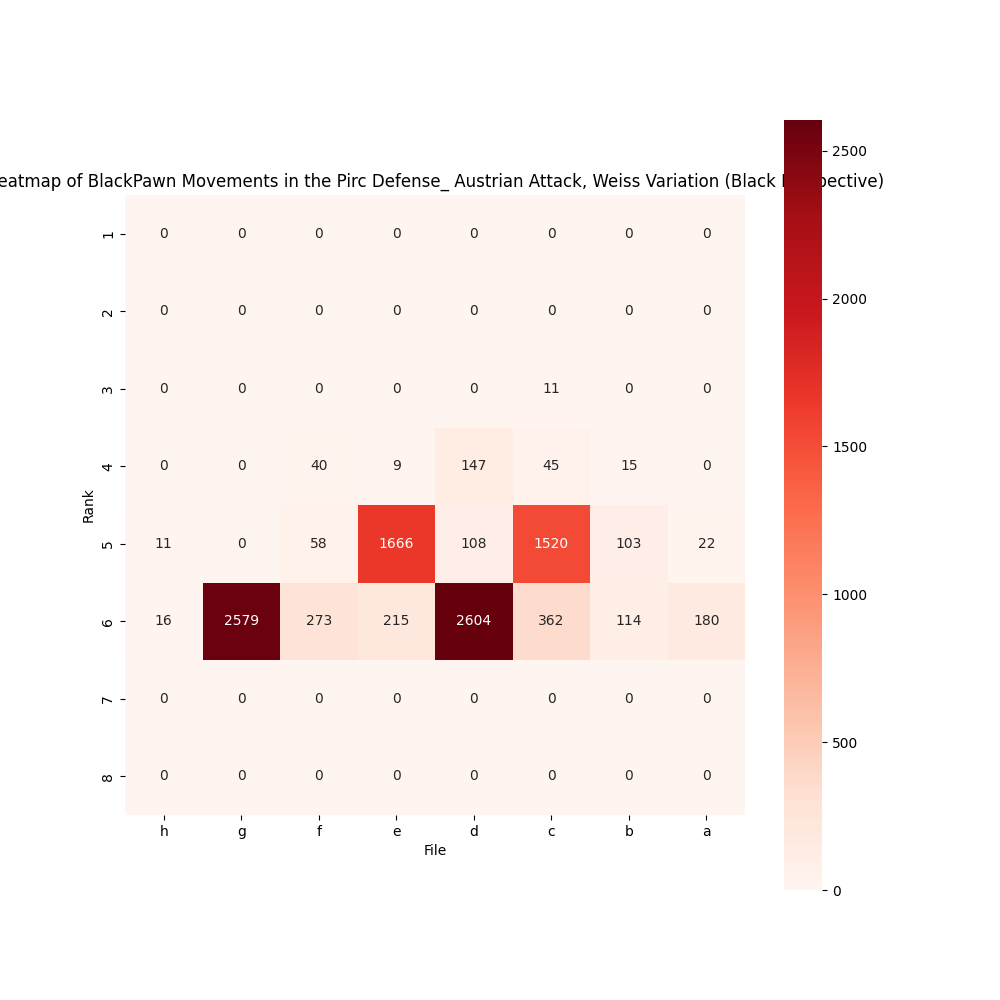 eatmap of BlackPawn Movements in the Pirc Defense_ Austrian Attack, Weiss Variation (Black pective)
1 0 0 0 0 0 0 0 0
2 0 0 0 0 0 0 0 0
3 0 0 0 0 0 11 0 0
4 0 0 40 9 147 45 15 0
5 11 0 58 1666 108 1520 103 22
6 16 2579 273 215 2604 362 114 180
7 0 0 0 0 0 0 0 0
8 0 0 0 0 0 0 0 0
h g f e d c b a
File
Rank
2500
2000
1500
1000
500
0